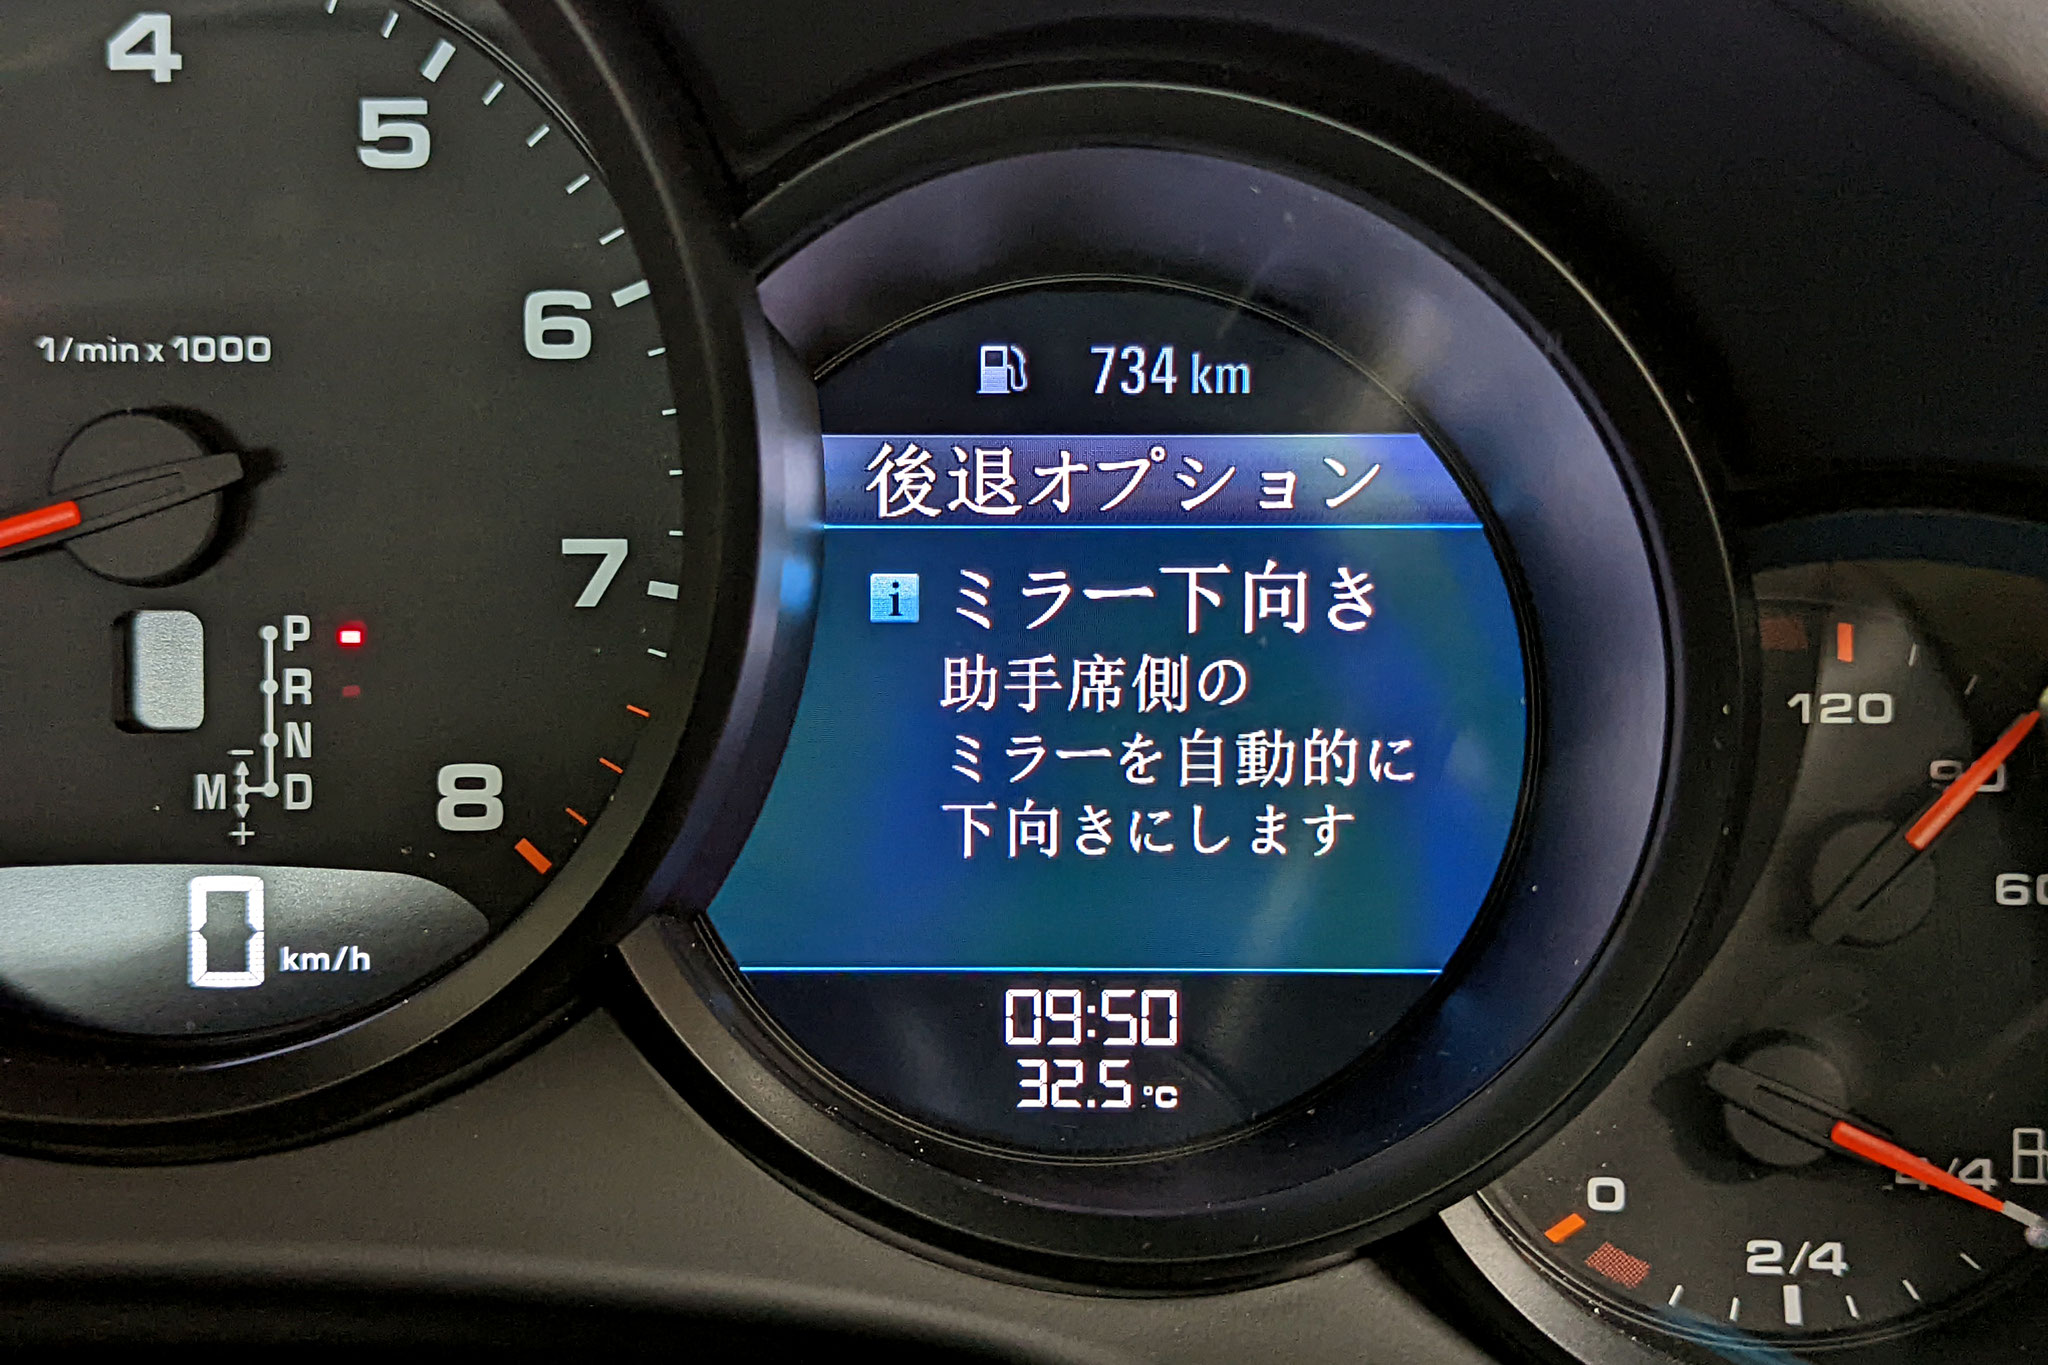 4
5
6
7
8
1/min x 1000
P
R
N
M D
−
+
0 km/h
734 km
後退オプション
i ミラー下向き
助手席側の
ミラーを自動的に
下向きにします
09:50
32.5 °C
120
90
60
0
2/4
4/4